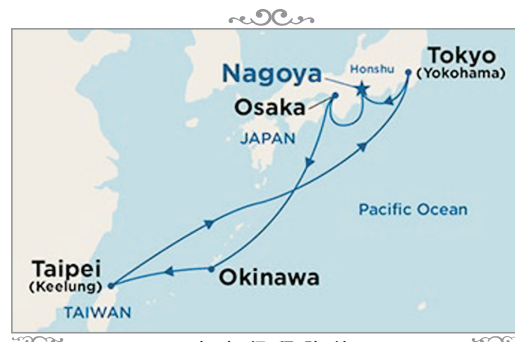 Tokyo
(Yokohama)
Honshu
Nagoya
Osaka
JAPAN
Pacific Ocean
Taipei
(Keelung)
Okinawa
TAIWAN